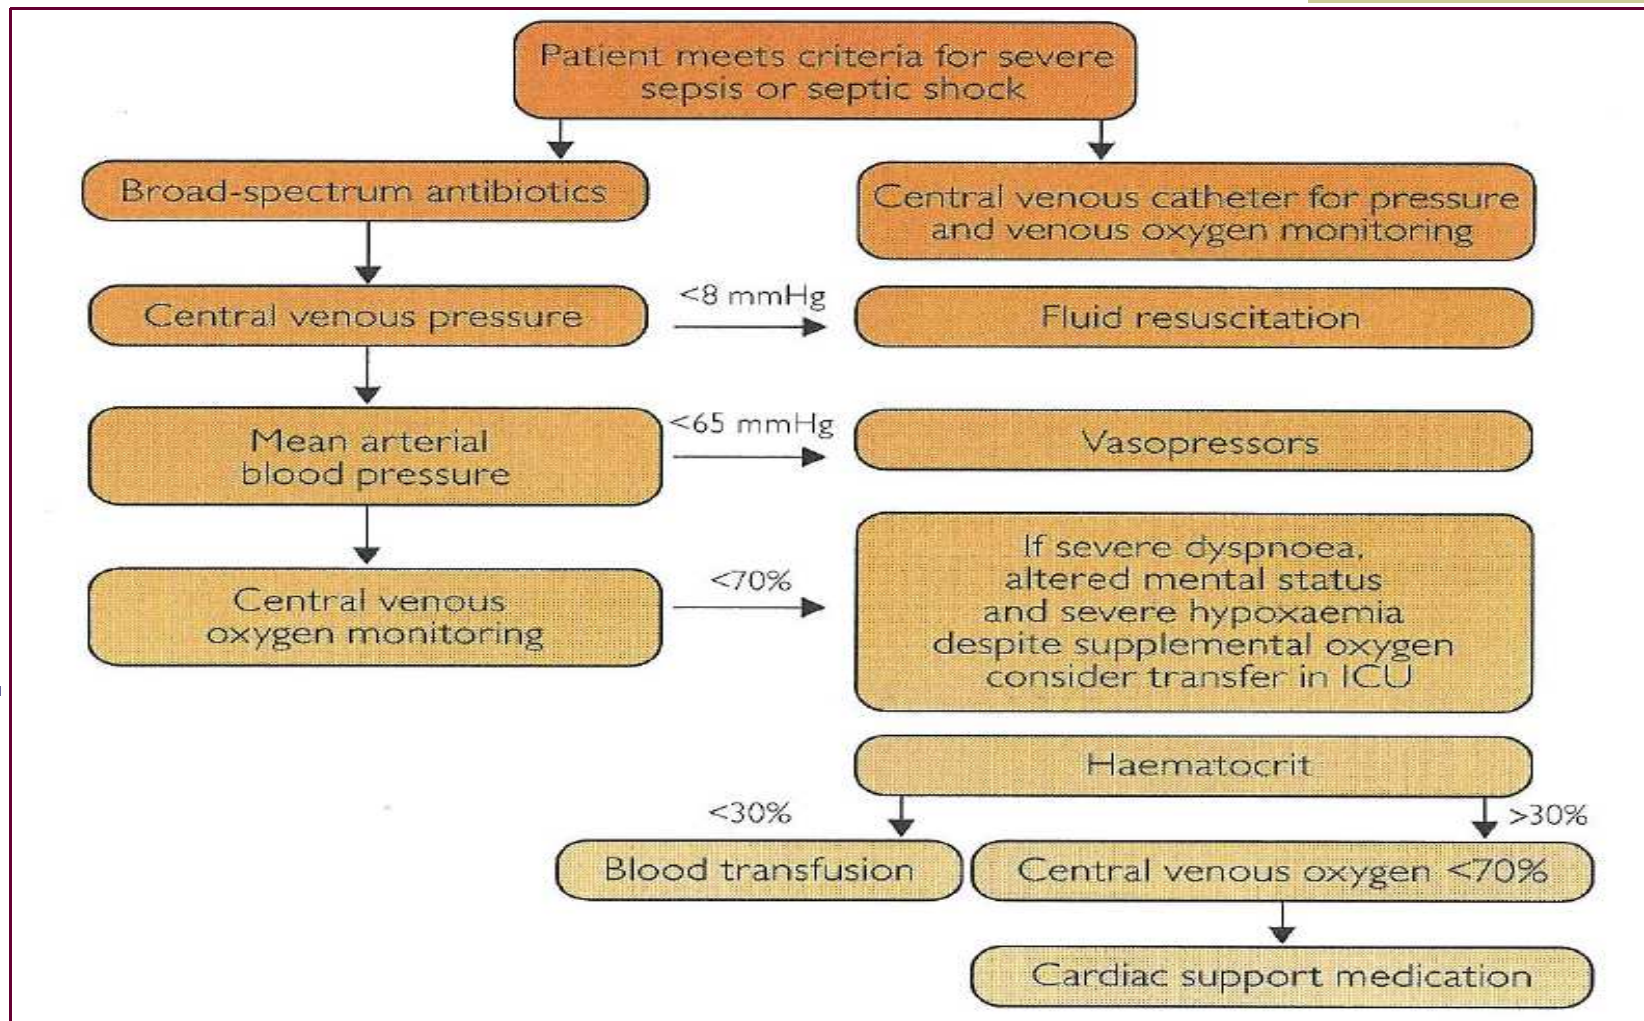 Patient meets criteria for severe
sepsis or septic shock
Broad-spectrum antibiotics
Central venous catheter for pressure
and venous oxygen monitoring
Central venous pressure
<8 mmHg
Fluid resuscitation
Mean arterial
blood pressure
<65 mmHg
Vasopressors
Central venous
oxygen monitoring
<70%
If severe dyspnoea,
altered mental status
and severe hypoxaemia
despite supplemental oxygen
consider transfer in ICU
Haematocrit
<30%
>30%
Blood transfusion
Central venous oxygen <70%
Cardiac support medication